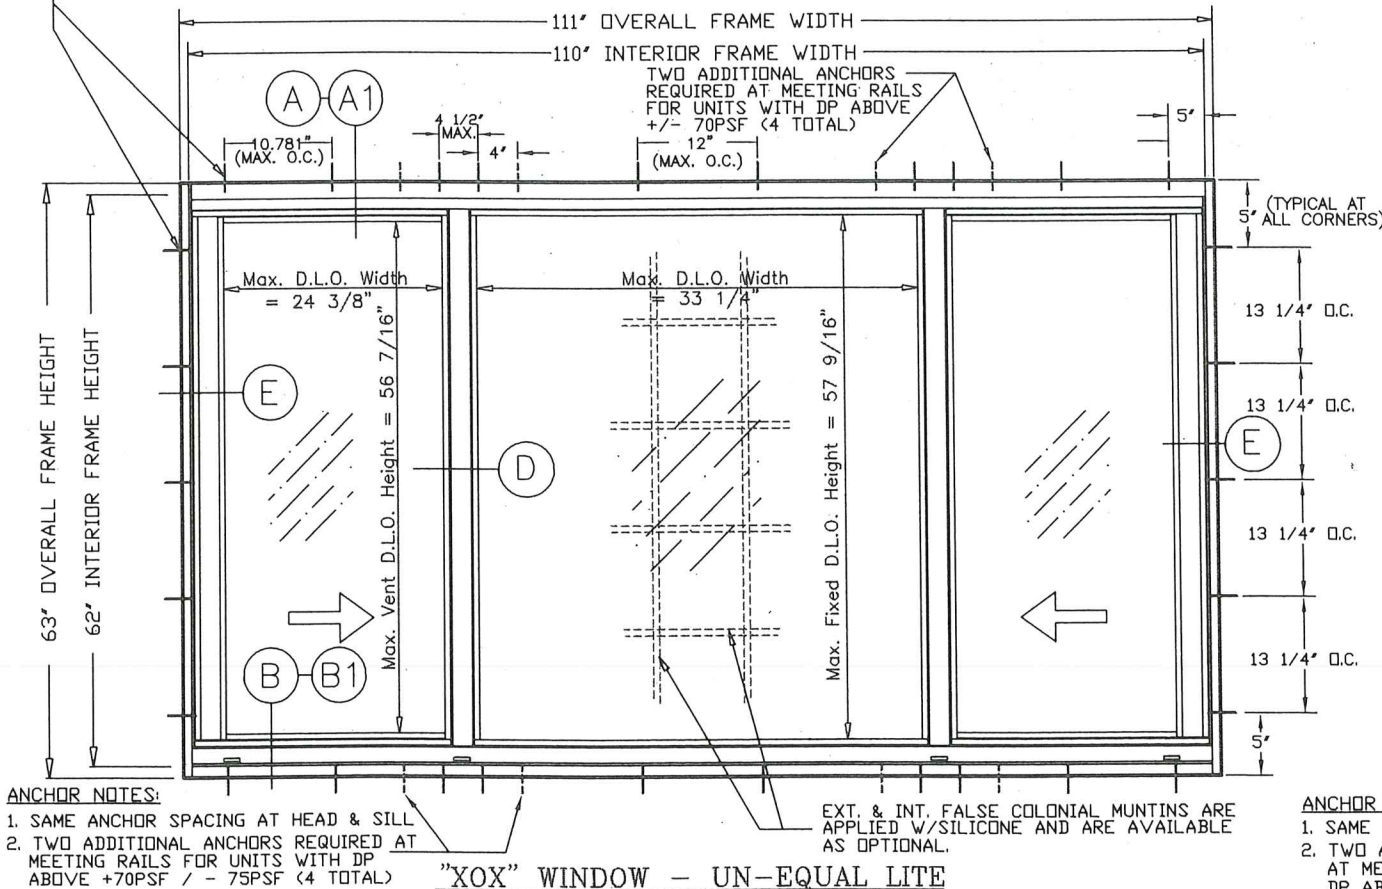 111" OVERALL FRAME WIDTH
110" INTERIOR FRAME WIDTH
TWO ADDITIONAL ANCHORS
REQUIRED AT MEETING RAILS
FOR UNITS WITH DP ABOVE
+/- 70PSF (4 TOTAL)
A A1
10.781"
(MAX. O.C.)
4 1/2"
MAX.
4"
12"
(MAX. O.C.)
5"
5" (TYPICAL AT
ALL CORNERS)
Max. D.L.O. Width
= 24 3/8"
Max. D.L.O. Width
= 33 1/4"
13 1/4" O.C.
13 1/4" O.C.
13 1/4" O.C.
13 1/4" O.C.
5"
63" OVERALL FRAME HEIGHT
62" INTERIOR FRAME HEIGHT
Max. Vent D.L.O. Height = 56 7/16"
Max. Fixed D.L.O. Height = 57 9/16"
E
D
E
B B1
ANCHOR NOTES:
1. SAME ANCHOR SPACING AT HEAD & SILL
2. TWO ADDITIONAL ANCHORS REQUIRED AT
MEETING RAILS FOR UNITS WITH DP
ABOVE +70PSF / - 75PSF (4 TOTAL)
EXT. & INT. FALSE COLONIAL MUNTINS ARE
APPLIED W/SILICONE AND ARE AVAILABLE
AS OPTIONAL.
"XOX" WINDOW - UN-EQUAL LITE
ANCHOR
1. SAME
2. TWO A
AT ME
DP AB